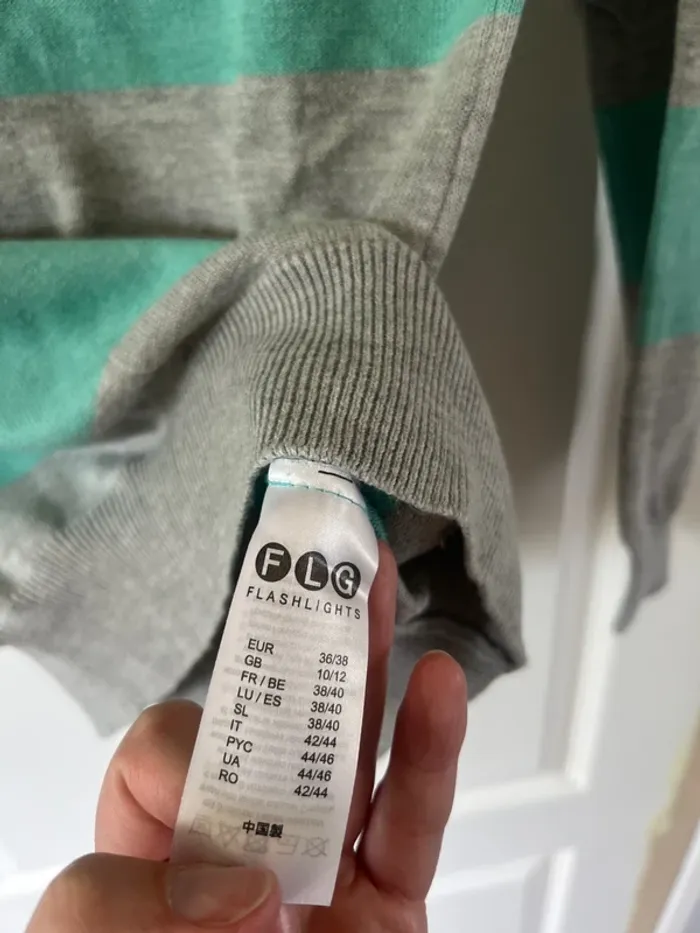 FLG
FLASHLIGHTS
EUR 36/38
GB 10/12
FR / BE 38/40
LU / ES 38/40
SL 38/40
IT 42/44
PYC 44/46
UA 44/46
RO 42/44
中国製